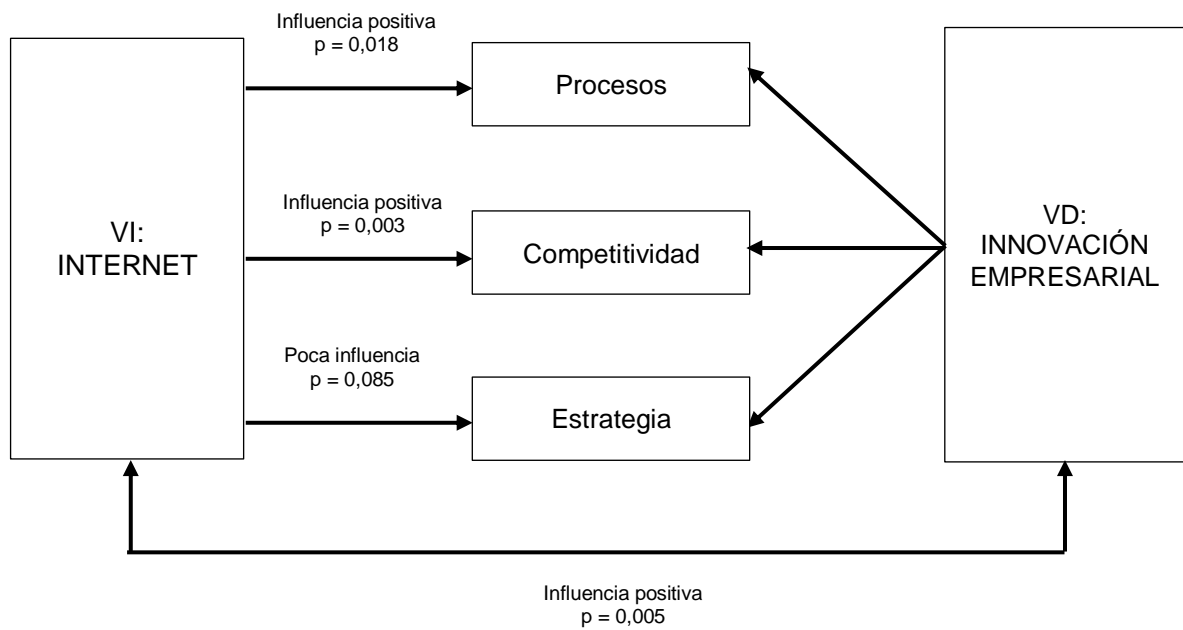 Influencia positiva
p = 0,018
Procesos
Influencia positiva
p = 0,003
VI:
INTERNET
Competitividad
VD:
INNOVACIÓN
EMPRESARIAL
Poca influencia
p = 0,085
Estrategia
Influencia positiva
p = 0,005